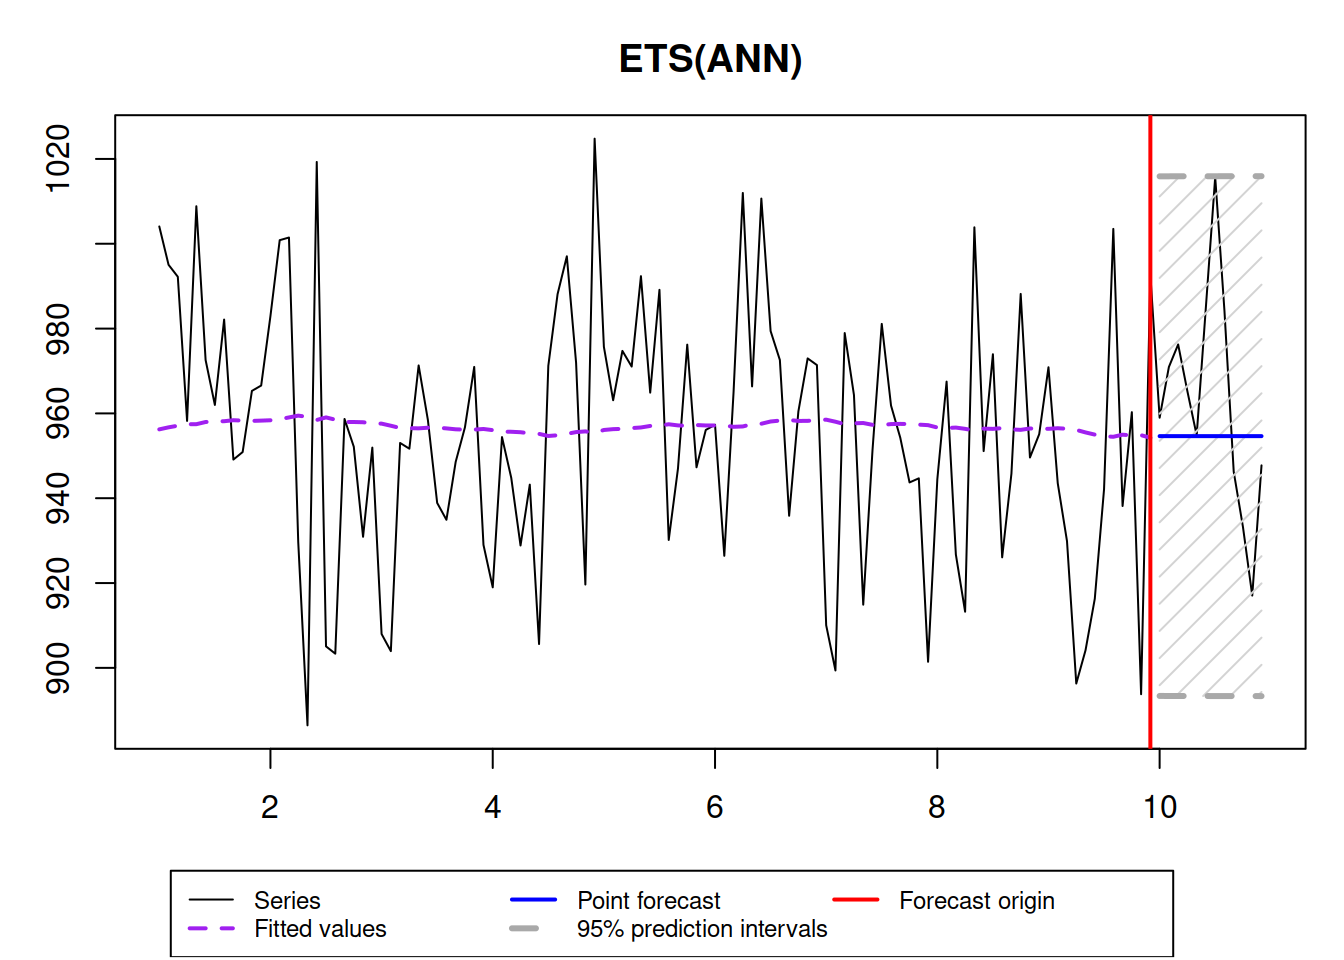 ETS(ANN)
1020
980
960
940
920
900
2 4 6 8 10
Series Point forecast Forecast origin
Fitted values 95% prediction intervals